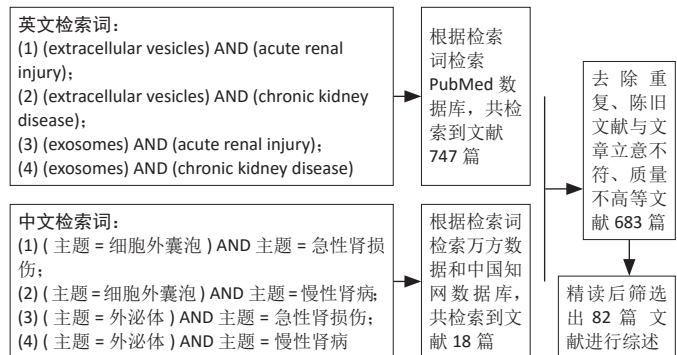 英文检索词：
(1) (extracellular vesicles) AND (acute renal
injury)；
(2) (extracellular vesicles) AND (chronic kidney
disease)；
(3) (exosomes) AND (acute renal injury)；
(4) (exosomes) AND (chronic kidney disease)
根据检索
词检索
PubMed 数
据库，共检
索到文献
747 篇
中文检索词：
(1) ( 主题 = 细胞外囊泡 ) AND 主题 = 急性肾损
伤；
(2) ( 主题 = 细胞外囊泡 ) AND 主题 = 慢性肾病；
(3) ( 主题 = 外泌体 ) AND 主题 = 急性肾损伤；
(4) ( 主题 = 外泌体 ) AND 主题 = 慢性肾病
根据检索词
检索万方数
据和中国知
网数据库，
共检索到文
献 18 篇
去除重
复、陈旧
文献与文
章立意不
符、质量
不高等文
献 683 篇
精读后筛选
出 82 篇 文
献进行综述